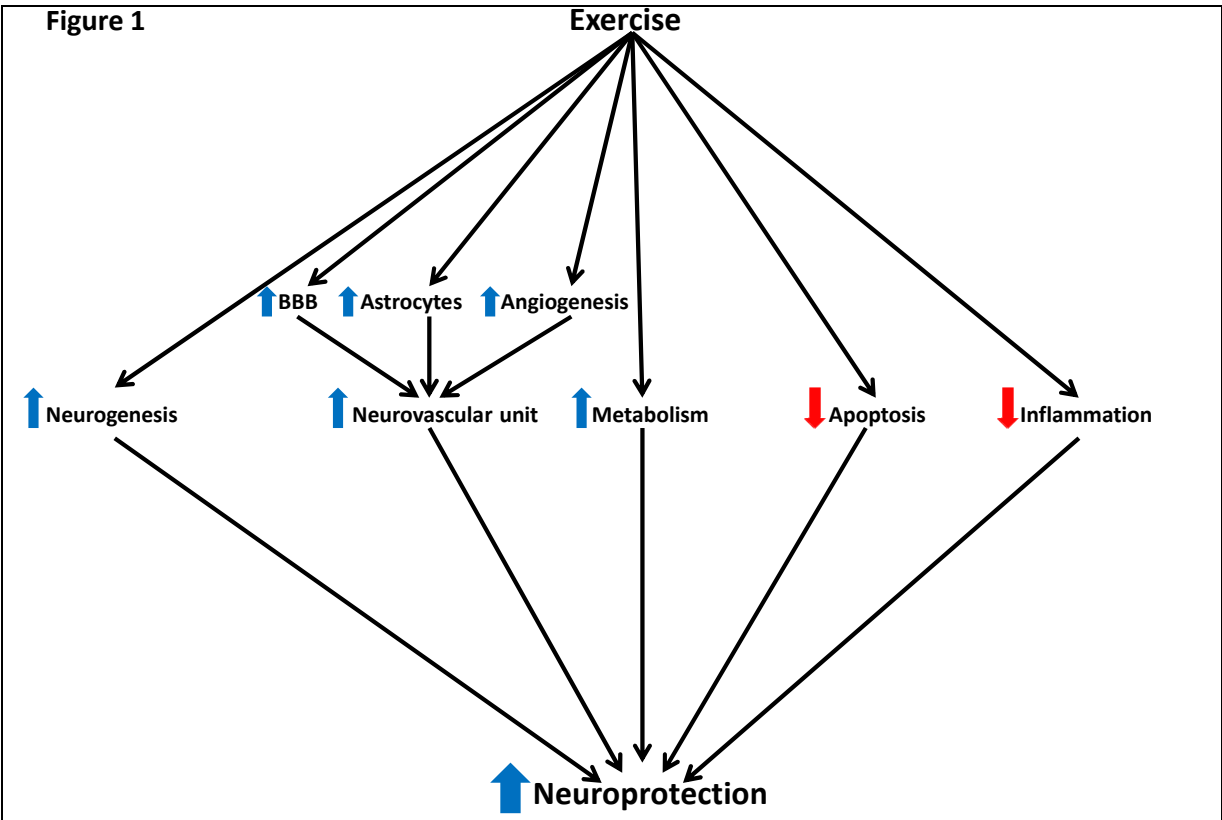 Figure 1
Exercise
BBB
Astrocytes
Angiogenesis
Neurogenesis
Neurovascular unit
Metabolism
Apoptosis
Inflammation
Neuroprotection